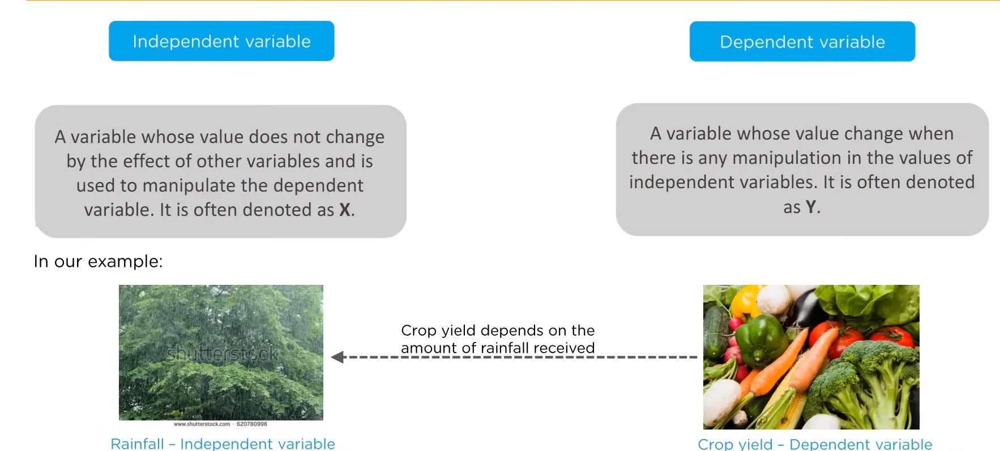 Independent variable
Dependent variable
A variable whose value does not change
by the effect of other variables and is
used to manipulate the dependent
variable. It is often denoted as X.
A variable whose value change when
there is any manipulation in the values of
independent variables. It is often denoted
as Y.
In our example:
shutterstock
www.shutterstock.com · 620780996
Crop yield depends on the
amount of rainfall received
Rainfall – Independent variable
Crop yield – Dependent variable